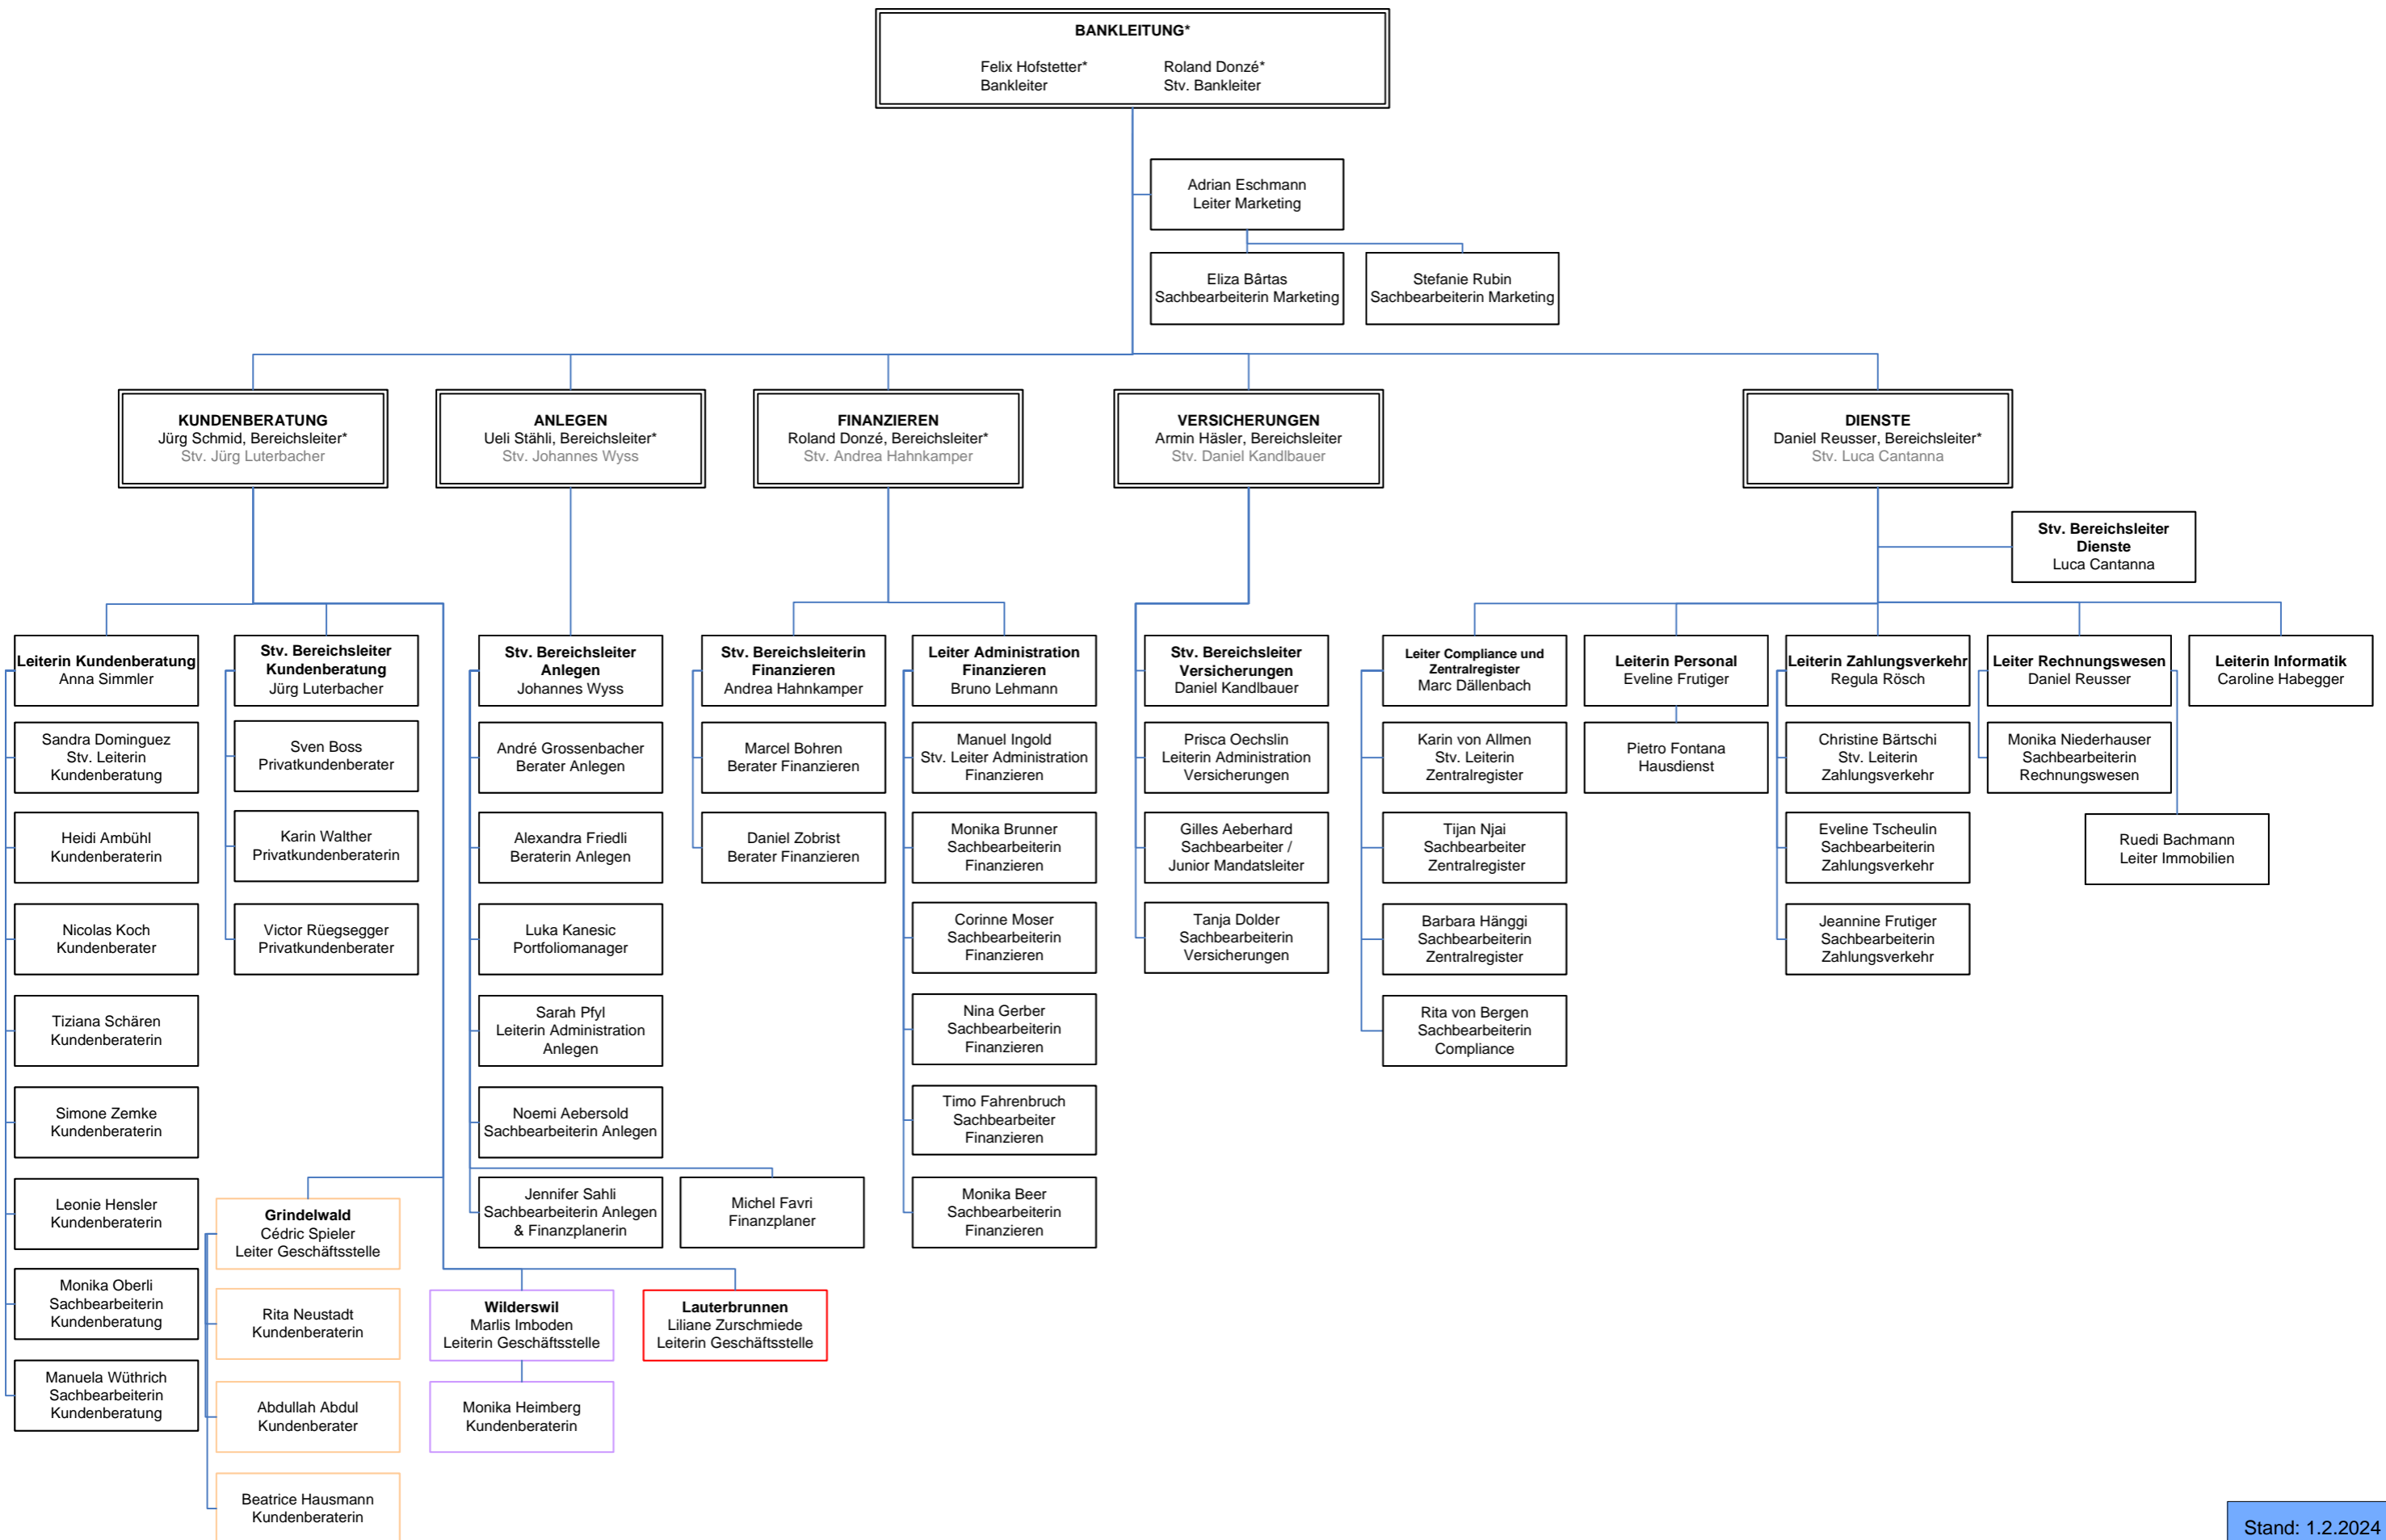 BANKLEITUNG*
Felix Hofstetter*
Bankleiter
Roland Donzé*
Stv. Bankleiter
Adrian Eschmann
Leiter Marketing
Eliza Bârtas
Sachbearbeiterin Marketing
Stefanie Rubin
Sachbearbeiterin Marketing
KUNDENBERATUNG
Jürg Schmid, Bereichsleiter*
Stv. Jürg Luterbacher
ANLEGEN
Ueli Stähli, Bereichsleiter*
Stv. Johannes Wyss
FINANZIEREN
Roland Donzé, Bereichsleiter*
Stv. Andrea Hahnkamper
VERSICHERUNGEN
Armin Häsler, Bereichsleiter
Stv. Daniel Kandlbauer
DIENSTE
Daniel Reusser, Bereichsleiter*
Stv. Luca Cantanna
Stv. Bereichsleiter
Dienste
Luca Cantanna
Leiterin Kundenberatung
Anna Simmler
Sandra Dominguez
Stv. Leiterin
Kundenberatung
Heidi Ambühl
Kundenberaterin
Nicolas Koch
Kundenberater
Tiziana Schären
Kundenberaterin
Simone Zemke
Kundenberaterin
Leonie Hensler
Kundenberaterin
Monika Oberli
Sachbearbeiterin
Kundenberatung
Manuela Wüthrich
Sachbearbeiterin
Kundenberatung
Stv. Bereichsleiter
Kundenberatung
Jürg Luterbacher
Sven Boss
Privatkundenberater
Karin Walther
Privatkundenberaterin
Victor Rüegsegger
Privatkundenberater
Grindelwald
Cédric Spieler
Leiter Geschäftsstelle
Rita Neustadt
Kundenberaterin
Abdullah Abdul
Kundenberater
Beatrice Hausmann
Kundenberaterin
Wilderswil
Marlis Imboden
Leiterin Geschäftsstelle
Monika Heimberg
Kundenberaterin
Lauterbrunnen
Liliane Zurschmiede
Leiterin Geschäftsstelle
Stv. Bereichsleiter
Anlegen
Johannes Wyss
André Grossenbacher
Berater Anlegen
Alexandra Friedli
Beraterin Anlegen
Luka Kanesic
Portfoliomanager
Sarah Pfyl
Leiterin Administration
Anlegen
Noemi Aebersold
Sachbearbeiterin Anlegen
Jennifer Sahli
Sachbearbeiterin Anlegen
& Finanzplanerin
Michel Favri
Finanzplaner
Stv. Bereichsleiterin
Finanzieren
Andrea Hahnkamper
Marcel Bohren
Berater Finanzieren
Daniel Zobrist
Berater Finanzieren
Leiter Administration
Finanzieren
Bruno Lehmann
Manuel Ingold
Stv. Leiter Administration
Finanzieren
Monika Brunner
Sachbearbeiterin
Finanzieren
Corinne Moser
Sachbearbeiterin
Finanzieren
Nina Gerber
Sachbearbeiterin
Finanzieren
Timo Fahrenbruch
Sachbearbeiter
Finanzieren
Monika Beer
Sachbearbeiterin
Finanzieren
Stv. Bereichsleiter
Versicherungen
Daniel Kandlbauer
Prisca Oechslin
Leiterin Administration
Versicherungen
Gilles Aeberhard
Sachbearbeiter /
Junior Mandatsleiter
Tanja Dolder
Sachbearbeiterin
Versicherungen
Leiter Compliance und
Zentralregister
Marc Dällenbach
Karin von Allmen
Stv. Leiterin
Zentralregister
Tijan Njai
Sachbearbeiter
Zentralregister
Barbara Hänggi
Sachbearbeiterin
Zentralregister
Rita von Bergen
Sachbearbeiterin
Compliance
Leiterin Personal
Eveline Frutiger
Pietro Fontana
Hausdienst
Leiterin Zahlungsverkehr
Regula Rösch
Christine Bärtschi
Stv. Leiterin
Zahlungsverkehr
Eveline Tscheulin
Sachbearbeiterin
Zahlungsverkehr
Jeannine Frutiger
Sachbearbeiterin
Zahlungsverkehr
Leiter Rechnungswesen
Daniel Reusser
Monika Niederhauser
Sachbearbeiterin
Rechnungswesen
Ruedi Bachmann
Leiter Immobilien
Leiterin Informatik
Caroline Habegger
Stand: 1.2.2024